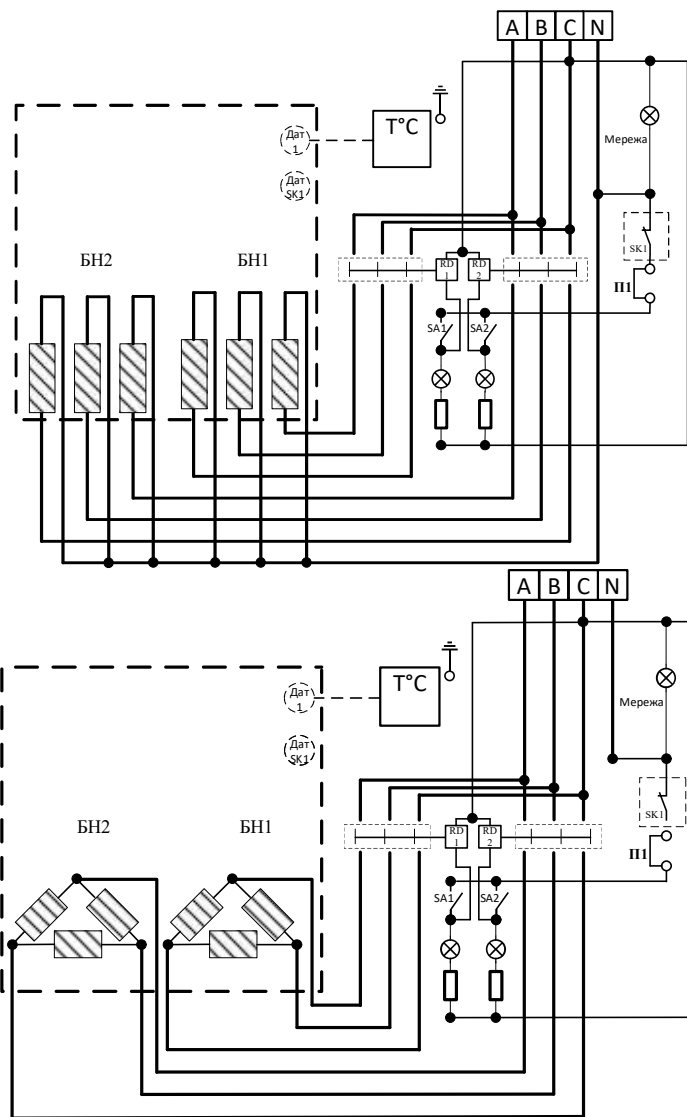 A B C N
Дат
1
T°C
Мережа
Дат
SK1
SK1
БН2 БН1
RD
1
RD
2
П1
SA1 SA2
A B C N
Дат
1
T°C
Мережа
Дат
SK1
SK1
БН2 БН1
RD
1
RD
2
П1
SA1 SA2